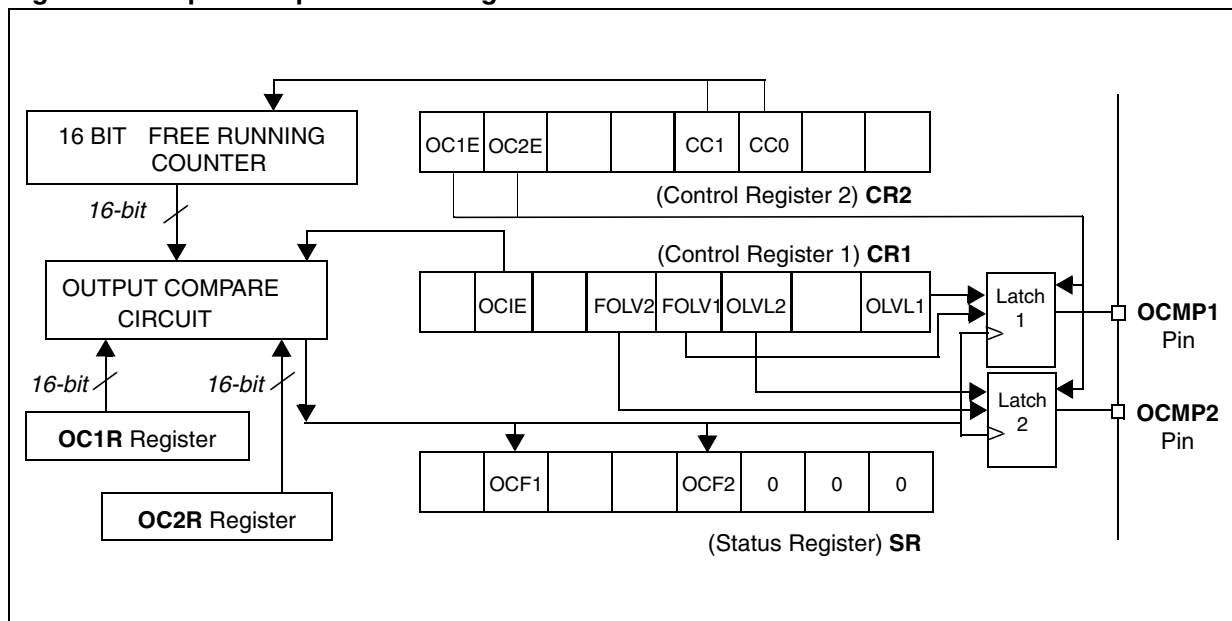 16 BIT FREE RUNNING
COUNTER
OC1E OC2E CC1 CC0
(Control Register 2) CR2
16-bit
(Control Register 1) CR1
OUTPUT COMPARE
CIRCUIT
OCIE FOLV2 FOLV1 OLVL2 OLVL1
Latch
1
OCMP1
Pin
16-bit
16-bit
Latch
2
OCMP2
Pin
OC1R Register
OCF1 OCF2 0 0 0
OC2R Register
(Status Register) SR